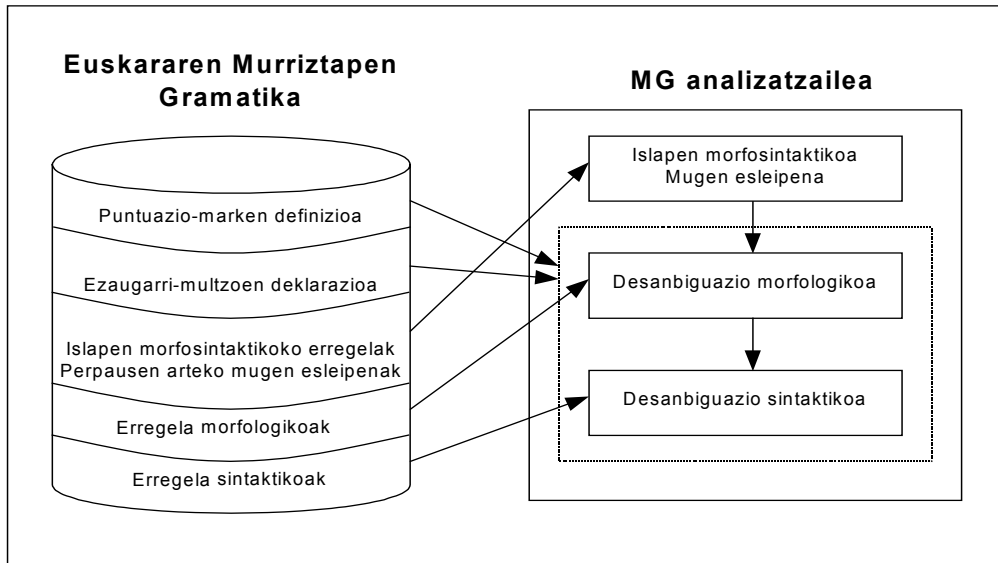 Euskararen Murriztapen
Gramatika
Puntuazio-marken definizioa
Ezaugarri-multzoen deklarazioa
Islapen morfosintaktikoko erregelak
Perpausen arteko mugen esleipenak
Erregela morfologikoak
Erregela sintaktikoak
MG analizatzailea
Islapen morfosintaktikoa
Mugen esleipena
Desanbiguazio morfologikoa
Desanbiguazio sintaktikoa